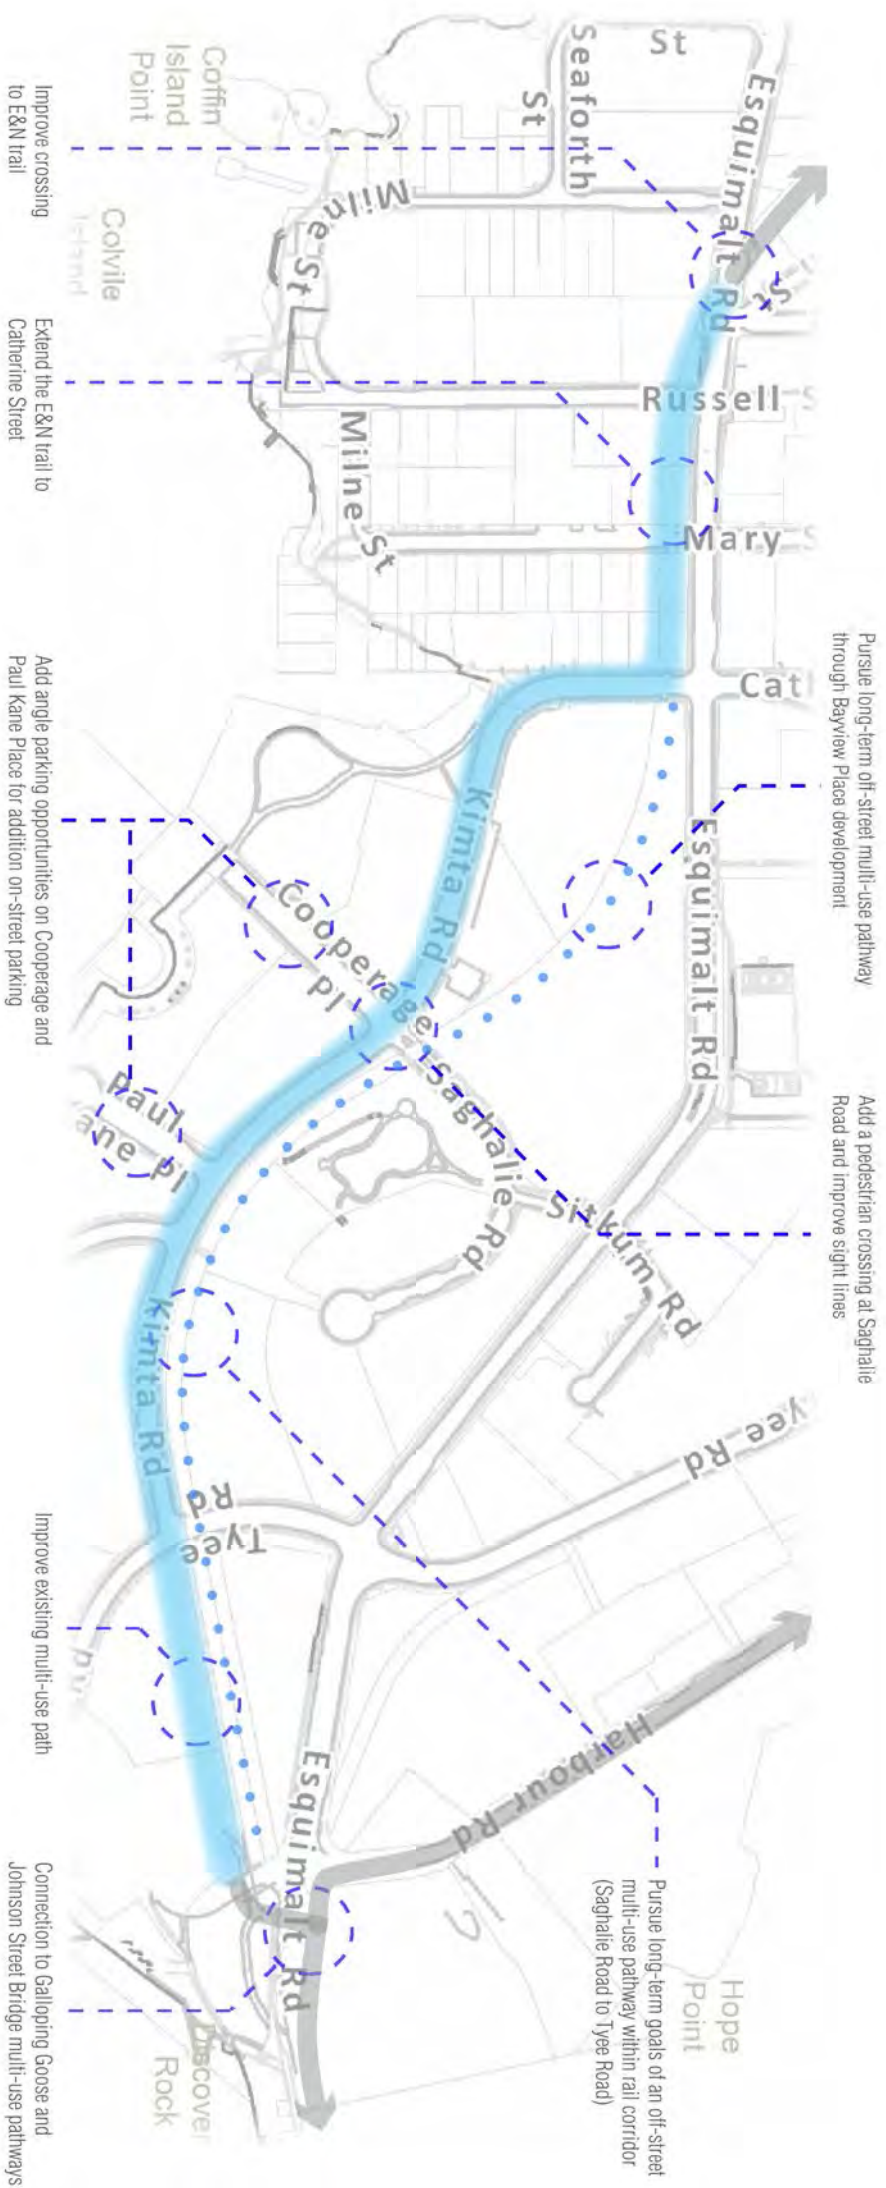 Pursue long-term off-street multi-use pathway
through Bayview Place development
Add a pedestrian crossing at Saghalie
Road and improve sight lines
Pursue long-term goals of an off-street
multi-use pathway within rail corridor
(Saghalie Road to Tyee Road)
Hope
Point
St
Esquimalt Rd
St
Seaforth
St
Milne St
Russell S
Milne St
Mary S
Cat
Esquimalt Rd
Kimta Rd
Cooperage
Pl
Saghalie Rd
Sitkum Rd
Paul
ane Pl
Kimta Rd
yee Rd
Tyee
Rd
Harbour Rd
Esquimalt Rd
Coffin
Island
Point
Colvile
Island
Discover
Rock
Improve crossing
to E&N trail
Extend the E&N trail to
Catherine Street
Add angle parking opportunities on Cooperage and
Paul Kane Place for addition on-street parking
Improve existing multi-use path
Connection to Galloping Goose and
Johnson Street Bridge multi-use pathways